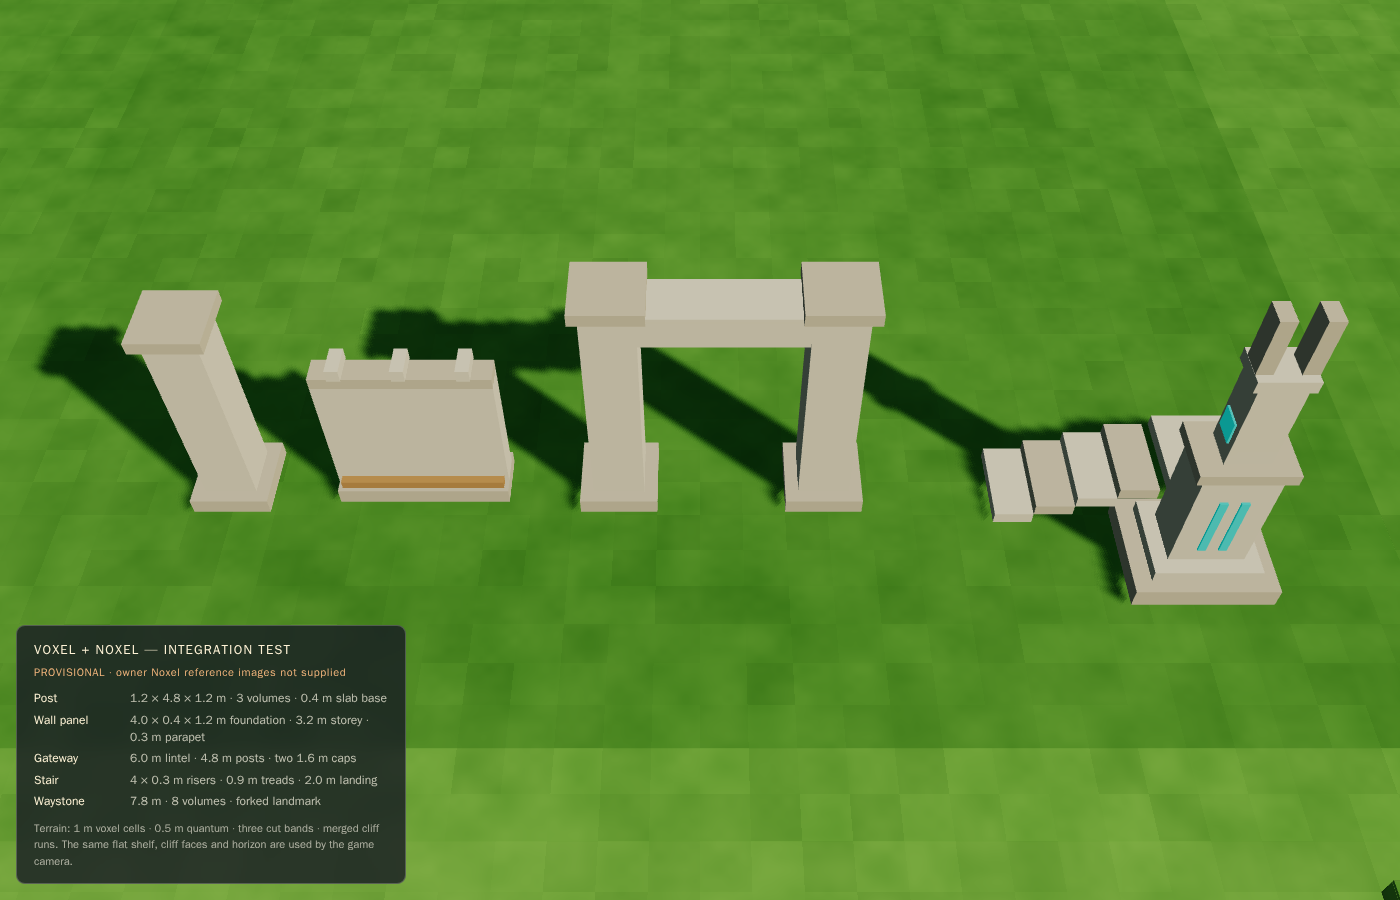 VOXEL + NOXEL — INTEGRATION TEST
PROVISIONAL · owner Noxel reference images not supplied
Post 1.2 × 4.8 × 1.2 m · 3 volumes · 0.4 m slab base
Wall panel 4.0 × 0.4 × 1.2 m foundation · 3.2 m storey ·
0.3 m parapet
Gateway 6.0 m lintel · 4.8 m posts · two 1.6 m caps
Stair 4 × 0.3 m risers · 0.9 m treads · 2.0 m landing
Waystone 7.8 m · 8 volumes · forked landmark
Terrain: 1 m voxel cells · 0.5 m quantum · three cut bands · merged cliff
runs. The same flat shelf, cliff faces and horizon are used by the game
camera.